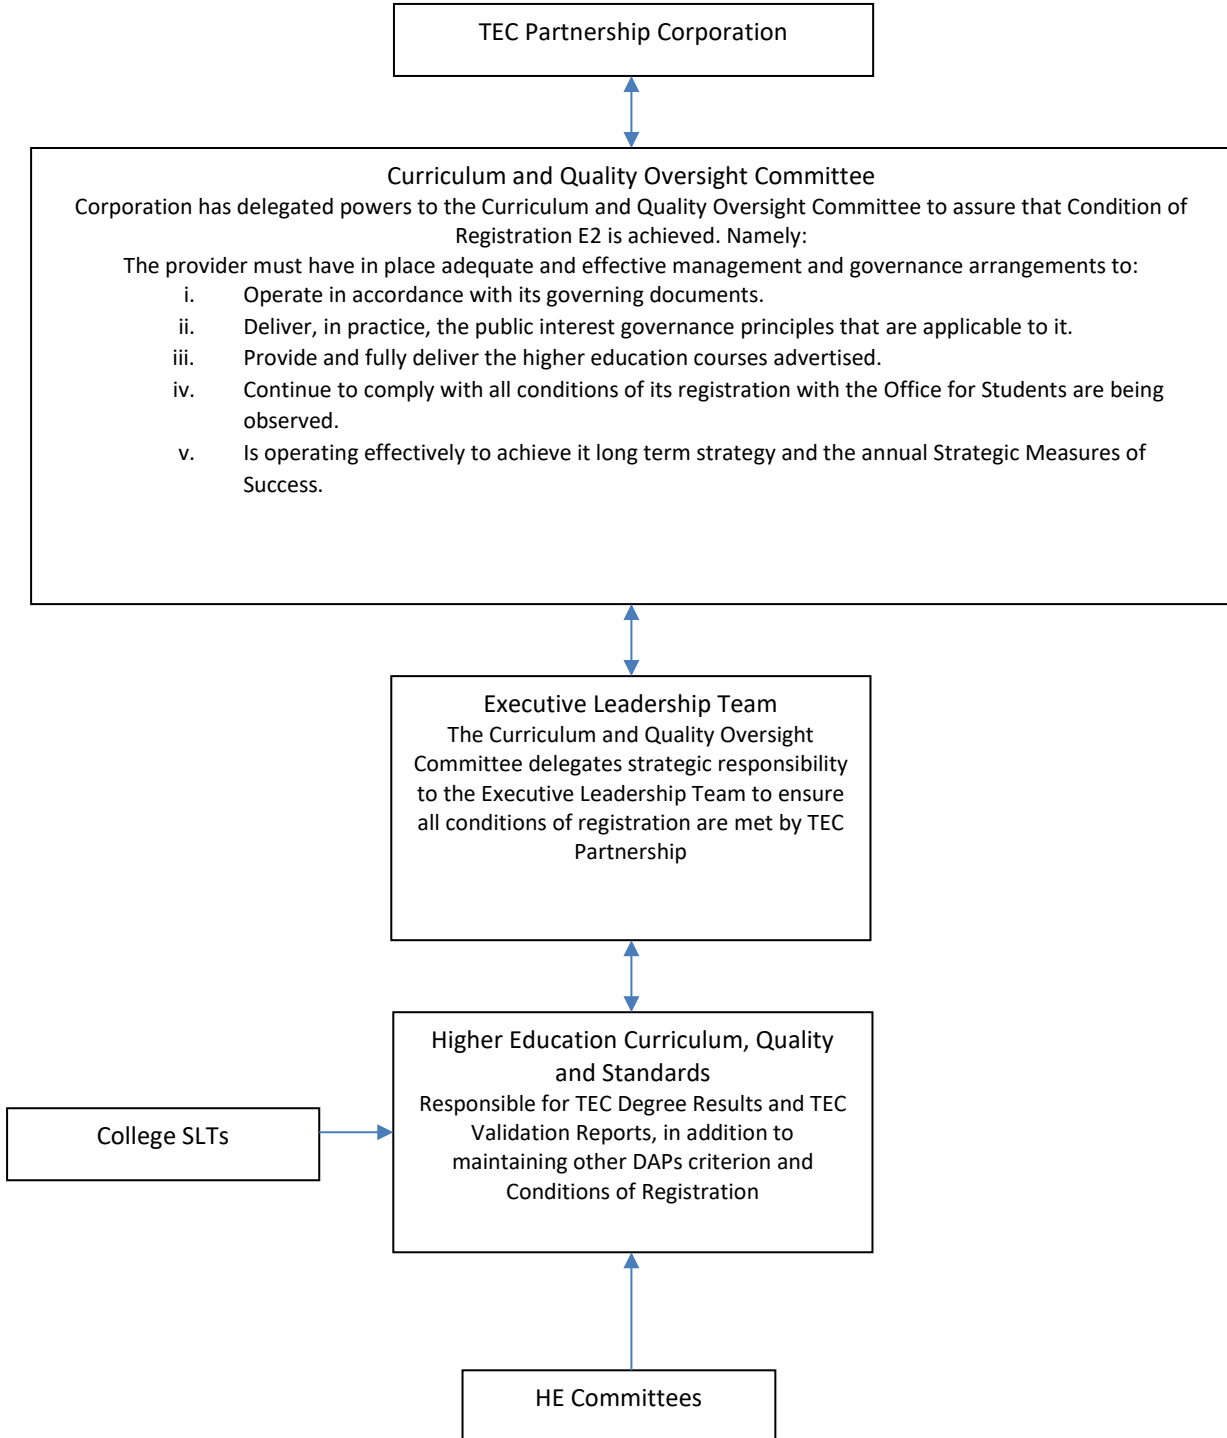 TEC Partnership Corporation
Curriculum and Quality Oversight Committee
Corporation has delegated powers to the Curriculum and Quality Oversight Committee to assure that Condition of
Registration E2 is achieved. Namely:
The provider must have in place adequate and effective management and governance arrangements to:
i. Operate in accordance with its governing documents.
ii. Deliver, in practice, the public interest governance principles that are applicable to it.
iii. Provide and fully deliver the higher education courses advertised.
iv. Continue to comply with all conditions of its registration with the Office for Students are being
observed.
v. Is operating effectively to achieve it long term strategy and the annual Strategic Measures of
Success.
Executive Leadership Team
The Curriculum and Quality Oversight
Committee delegates strategic responsibility
to the Executive Leadership Team to ensure
all conditions of registration are met by TEC
Partnership
Higher Education Curriculum, Quality
and Standards
Responsible for TEC Degree Results and TEC
Validation Reports, in addition to
maintaining other DAPs criterion and
Conditions of Registration
College SLTs
HE Committees